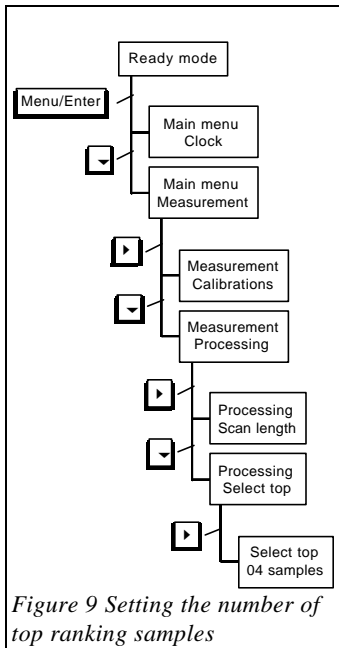 Ready mode
Menu/Enter
Main menu
Clock
Main menu
Measurement
Measurement
Calibrations
Measurement
Processing
Processing
Scan length
Processing
Select top
Select top
04 samples
Figure 9 Setting the number of
top ranking samples